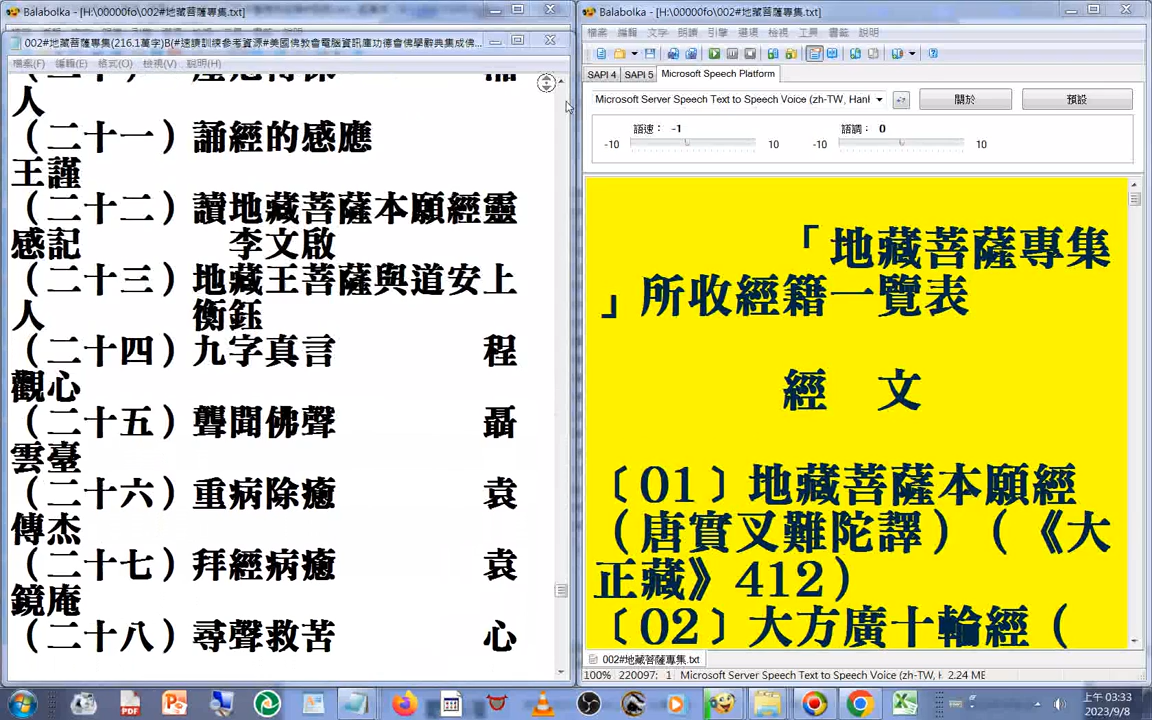 Balabolka - [H:\00000fo\002#地藏菩薩專集.txt]
002#地藏菩薩專集(216.1萬字)B(#速讀訓練參考資源#美國佛教會電腦資訊庫功德會佛學辭典集成佛...
檔案(F) 編輯(E) 格式(O) 檢視(V) 說明(H)
人
（二十一）誦經的感應
王謹
（二十二）讀地藏菩薩本願經靈
感記 李文啟
（二十三）地藏王菩薩與道安上
人 衡鈺
（二十四）九字真言 程
觀心
（二十五）聾聞佛聲 聶
雲臺
（二十六）重病除癒 袁
傳杰
（二十七）拜經病癒 袁
鏡庵
（二十八）尋聲救苦 心
Balabolka - [H:\00000fo\002#地藏菩薩專集.txt]
檔案 編輯 文字 朗讀 引擎 選項 檢視 工具 書籤 說明
SAPI 4 SAPI 5 Microsoft Speech Platform
Microsoft Server Speech Text to Speech Voice (zh-TW, Hanl
關於 預設
語速： -1 語調： 0
-10 10 -10 10
「地藏菩薩專集
」所收經籍一覽表
經 文
〔01〕地藏菩薩本願經
（唐實叉難陀譯）（《大
正藏》412）
〔02〕大方廣十輪經（
002#地藏菩薩專集.txt
100% 220097: 1 Microsoft Server Speech Text to Speech Voice (zh-TW, H 2.24 MB
上午 03:33
2023/9/8